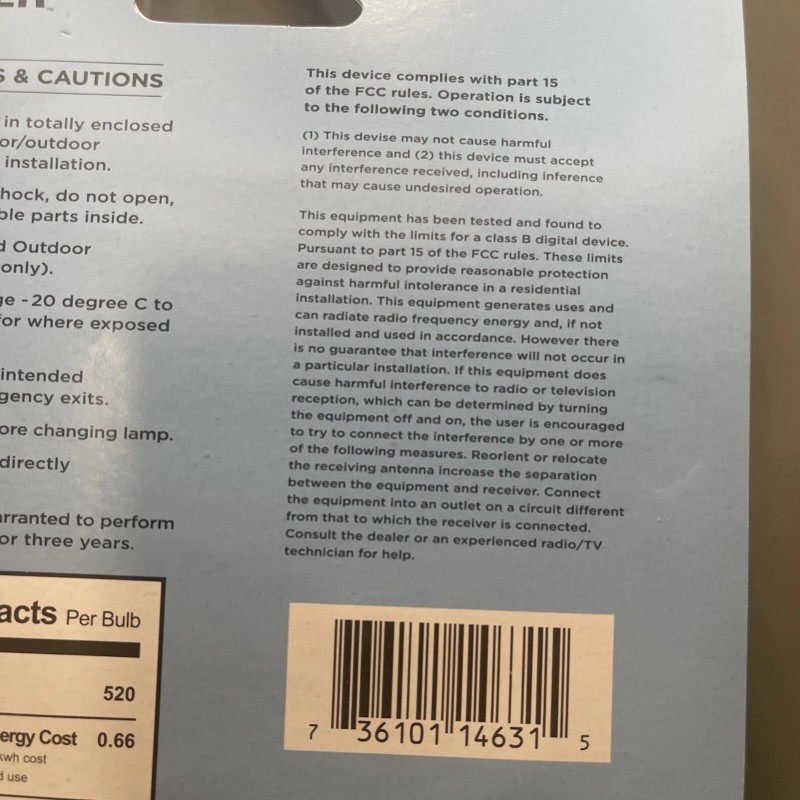 & CAUTIONS
in totally enclosed
or/outdoor
installation.
hock, do not open,
ble parts inside.
d Outdoor
only).
ge -20 degree C to
for where exposed
intended
gency exits.
ore changing lamp.
directly
arranted to perform
or three years.
acts Per Bulb
520
ergy Cost 0.66
kwh cost
d use
This device complies with part 15
of the FCC rules. Operation is subject
to the following two conditions.
(1) This devise may not cause harmful
interference and (2) this device must accept
any interference received, including inference
that may cause undesired operation.
This equipment has been tested and found to
comply with the limits for a class B digital device.
Pursuant to part 15 of the FCC rules. These limits
are designed to provide reasonable protection
against harmful intolerance in a residential
installation. This equipment generates uses and
can radiate radio frequency energy and, if not
installed and used in accordance. However there
is no guarantee that interference will not occur in
a particular installation. If this equipment does
cause harmful interference to radio or television
reception, which can be determined by turning
the equipment off and on, the user is encouraged
to try to connect the interference by one or more
of the following measures. Reorient or relocate
the receiving antenna increase the separation
between the equipment and receiver. Connect
the equipment into an outlet on a circuit different
from that to which the receiver is connected.
Consult the dealer or an experienced radio/TV
technician for help.
7 36101 14631 5